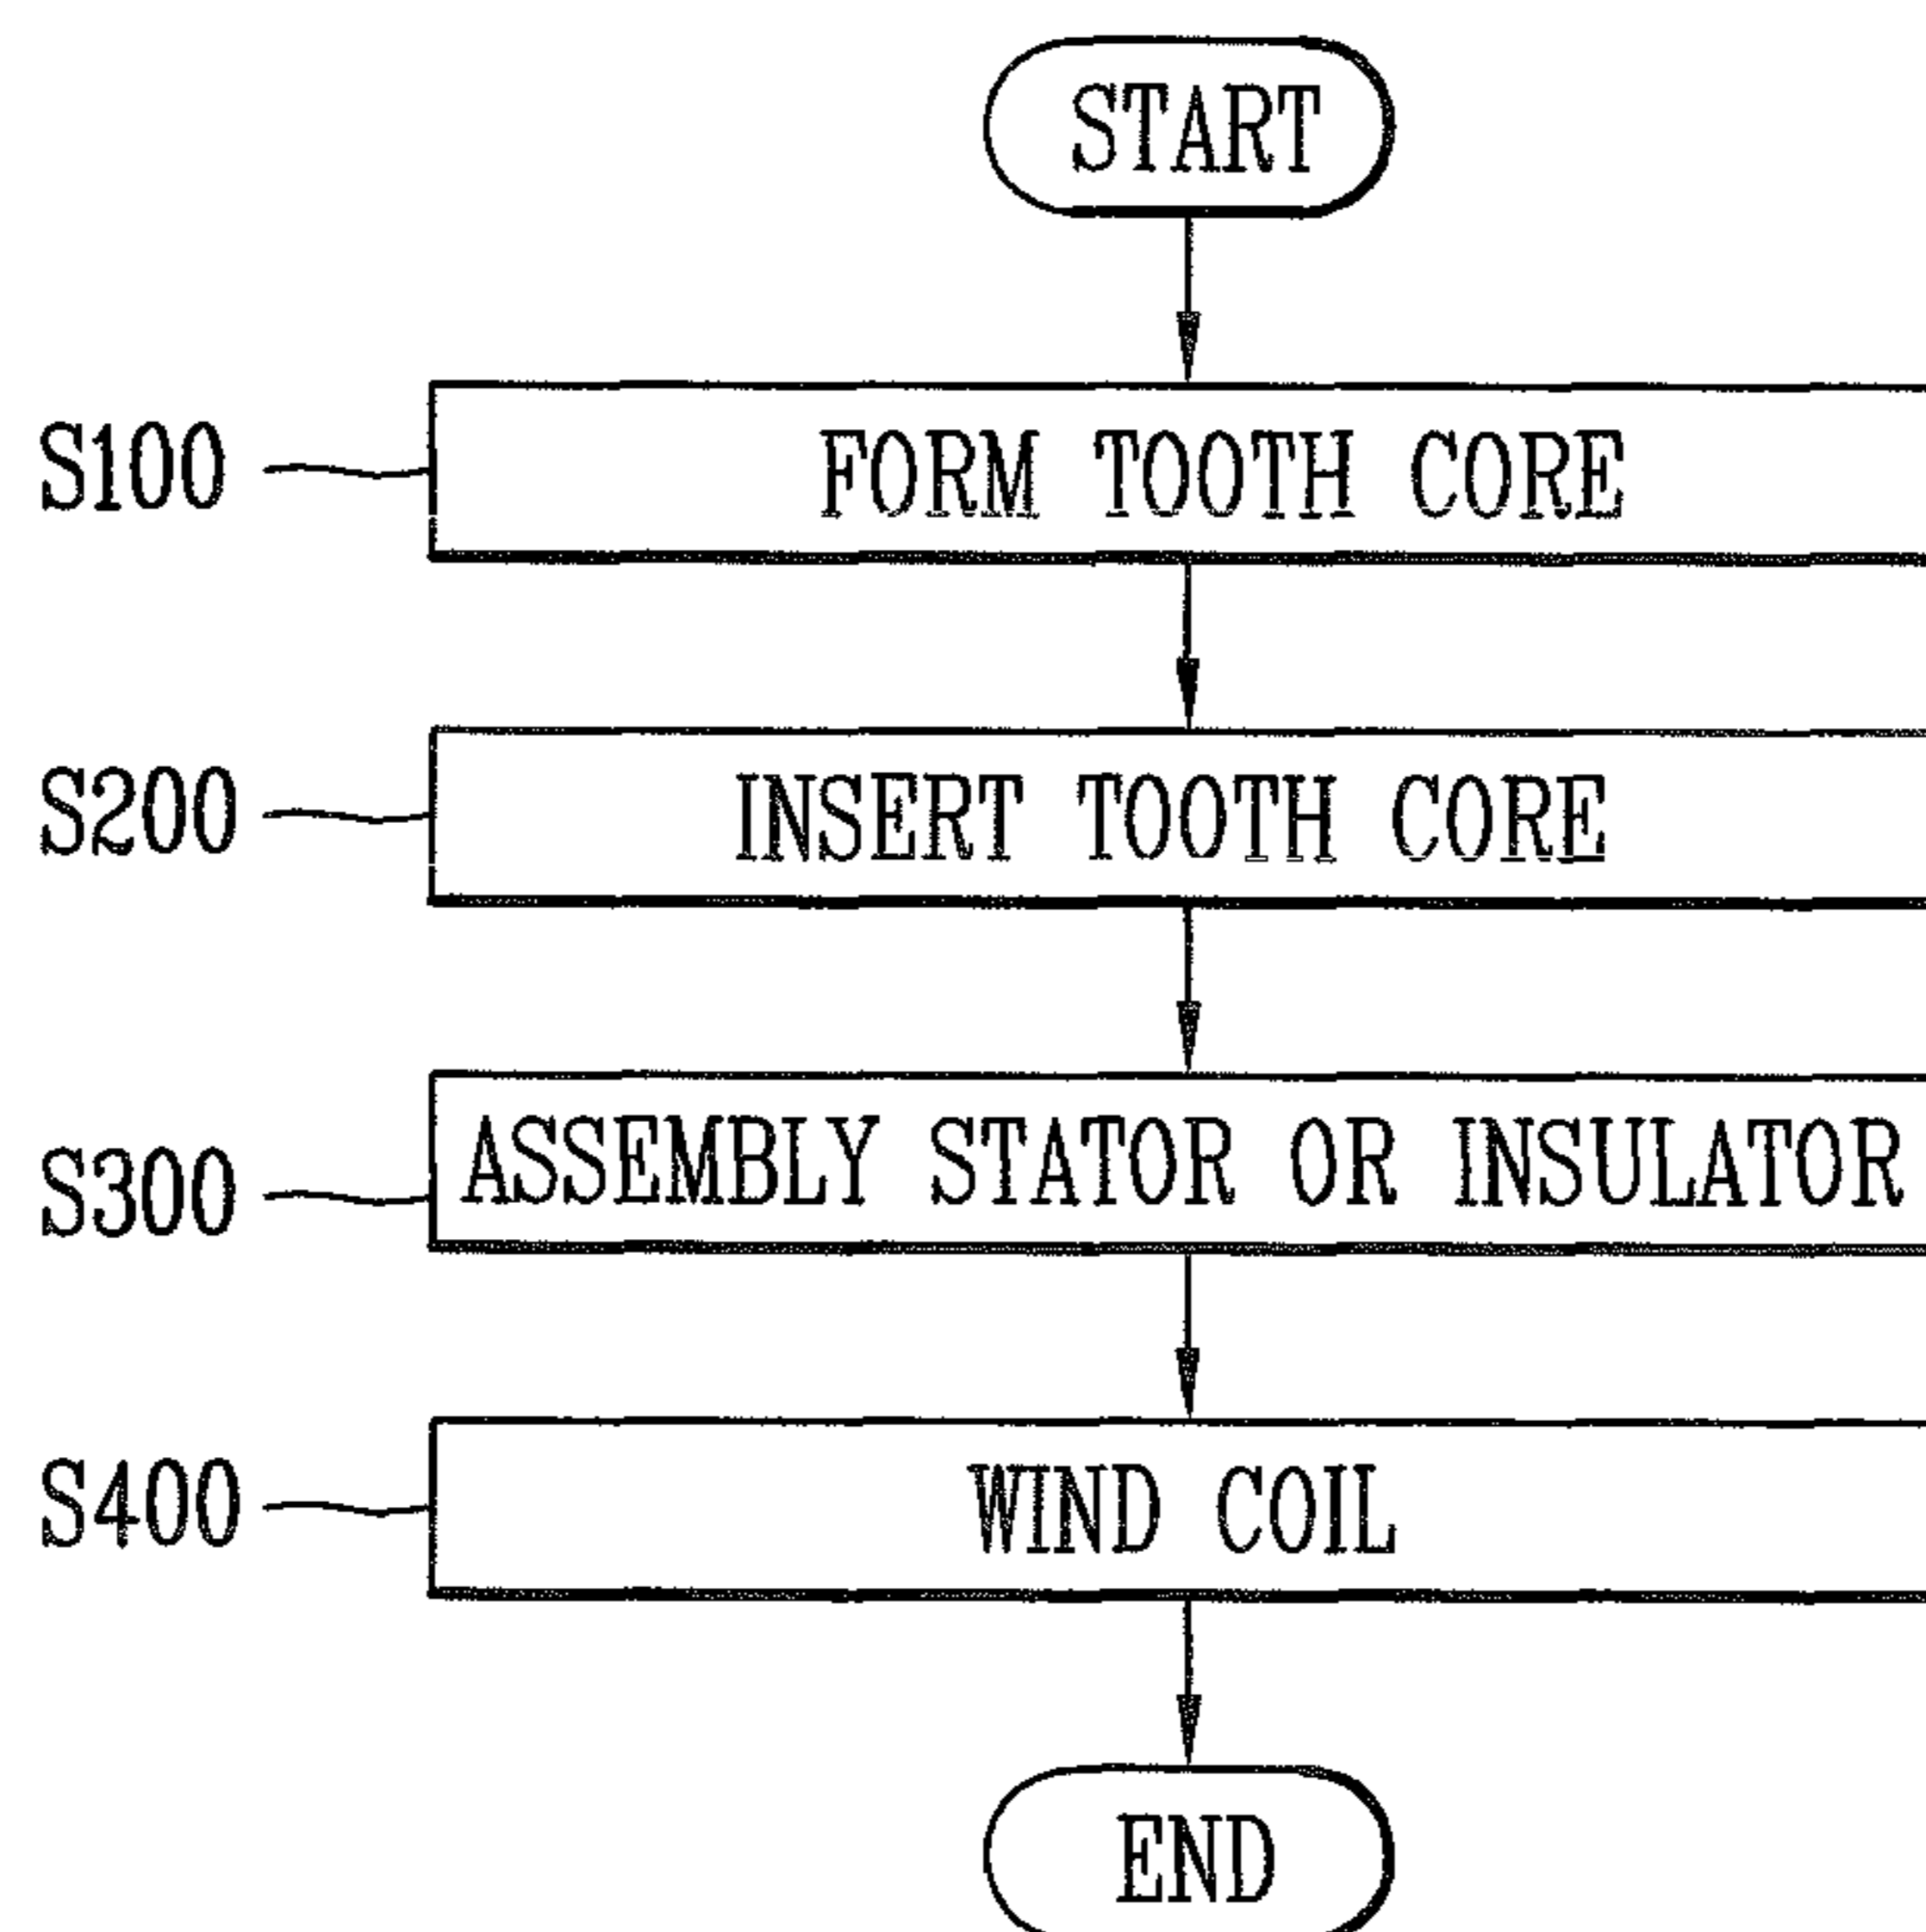 START
S100 FORM TOOTH CORE
S200 INSERT TOOTH CORE
S300 ASSEMBLY STATOR OR INSULATOR
S400 WIND COIL
END